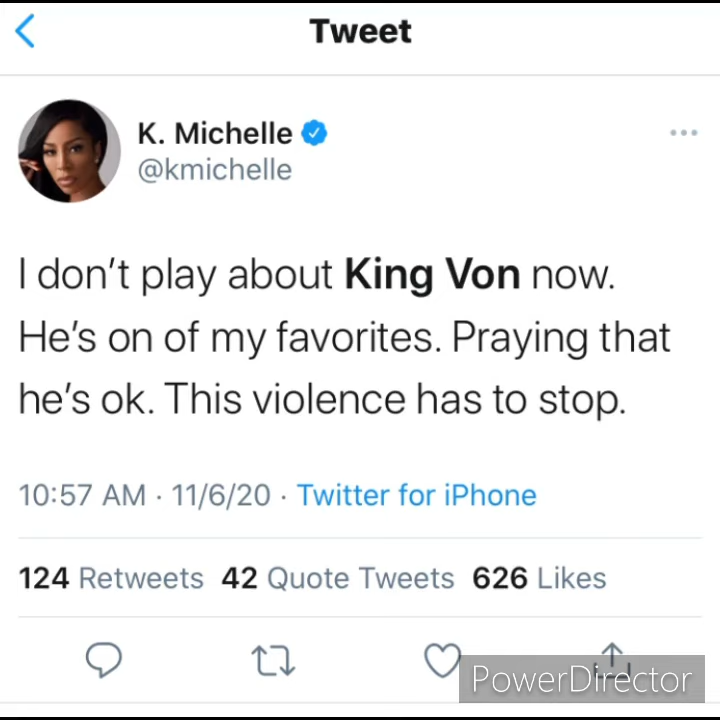 Tweet
K. Michelle
@kmichelle
I don't play about King Von now.
He's on of my favorites. Praying that
he's ok. This violence has to stop.
10:57 AM · 11/6/20 · Twitter for iPhone
124 Retweets 42 Quote Tweets 626 Likes
PowerDirector